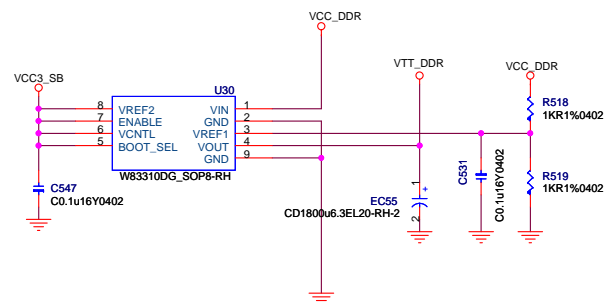 VCC_DDR
VCC3_SB
VTT_DDR
VCC_DDR
U30
8 VREF2 VIN 1
7 ENABLE GND 2
6 VCNTL VREF1 3
5 BOOT_SEL VOUT 4
GND 9
W83310DG_SOP8-RH
R518
1KR1%0402
C547
C0.1u16Y0402
1
+
EC55
CD1800u6.3EL20-RH-2
2
C531
C0.1u16Y0402
R519
1KR1%0402